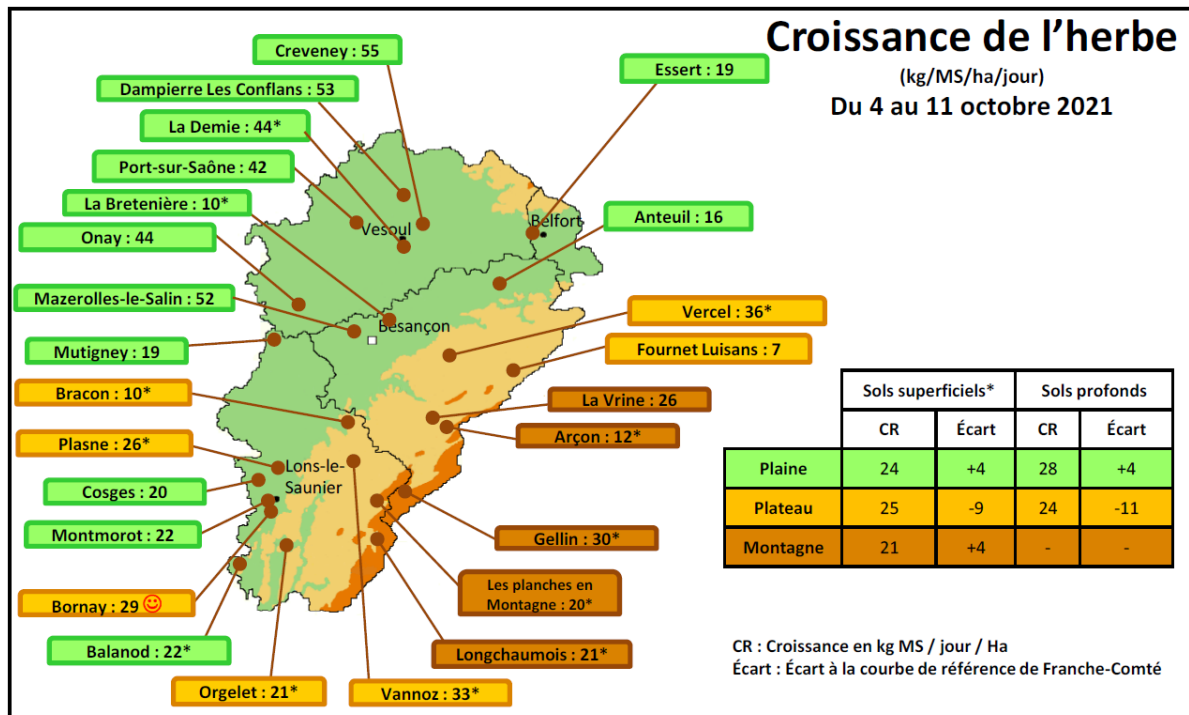 Croissance de l’herbe
(kg/MS/ha/jour)
Du 4 au 11 octobre 2021
Creveney : 55
Essert : 19
Dampierre Les Conflans : 53
La Demie : 44*
Port-sur-Saône : 42
La Bretenière : 10*
Onay : 44
Anteuil : 16
Vesoul
Belfort
Mazerolles-le-Salin : 52
Besançon
Vercel : 36*
Mutigney : 19
Fournet Luisans : 7
Bracon : 10*
La Vrine : 26
Arçon : 12*
Plasne : 26*
Lons-le-
Saunier
Cosges : 20
Montmorot : 22
Gellin : 30*
Les planches en
Montagne : 20*
Bornay : 29
Balanod : 22*
Longchaumois : 21*
Orgelet : 21*
Vannoz : 33*
Sols superficiels* Sols profonds
CR Écart CR Écart
Plaine 24 +4 28 +4
Plateau 25 -9 24 -11
Montagne 21 +4 - -
CR : Croissance en kg MS / jour / Ha
Écart : Écart à la courbe de référence de Franche-Comté